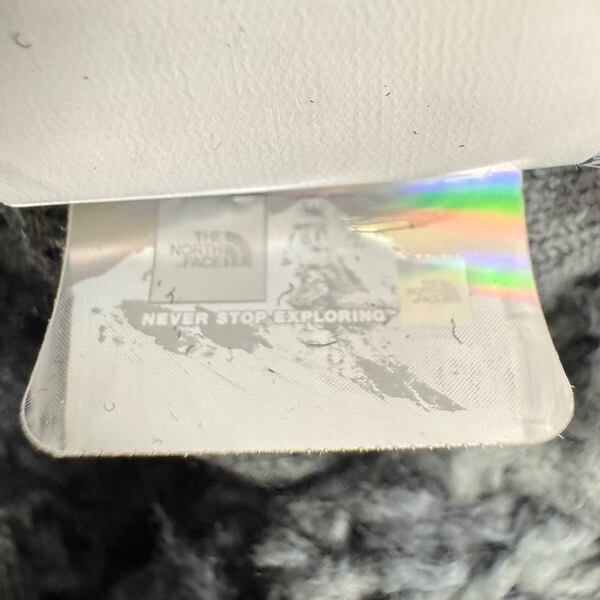 THE
NORTH
FACE
THE
NORTH
FACE
NEVER STOP EXPLORING